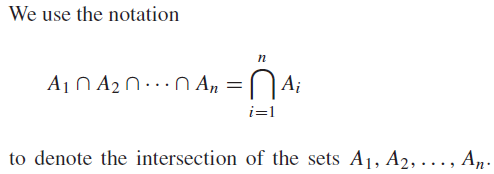 We use the notation
A₁ ∩ A₂ ∩ ··· ∩ Aₙ = ⋂ᵢ₌₁ⁿ Aᵢ
to denote the intersection of the sets A₁, A₂, . . . , Aₙ.